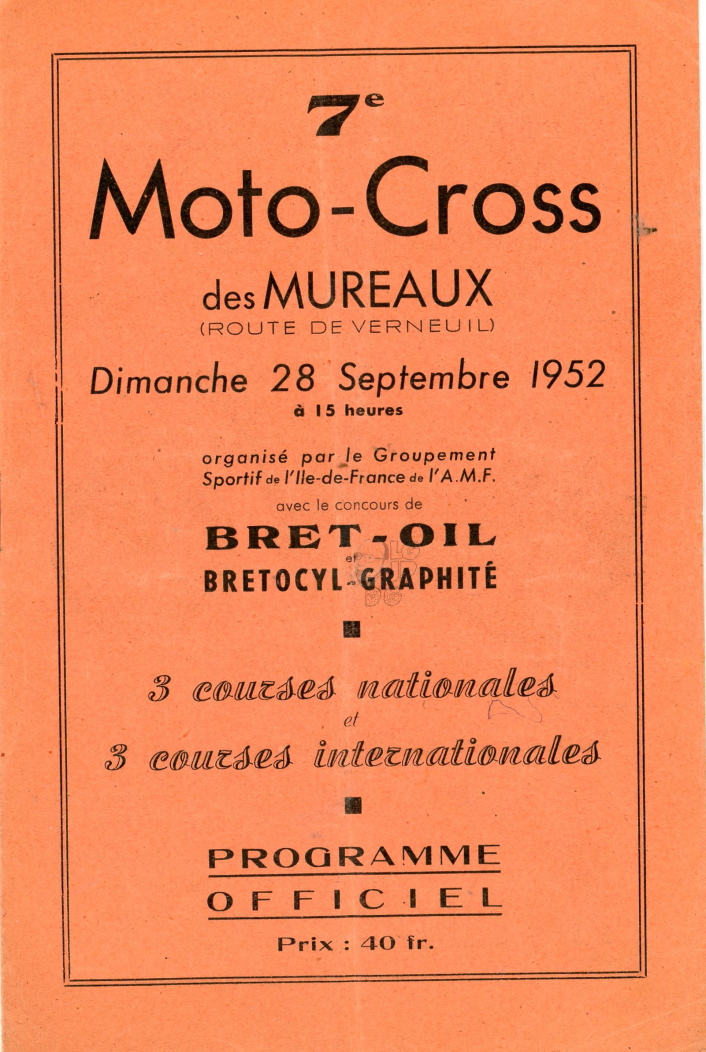 7e
Moto-Cross
des MUREAUX
(ROUTE DE VERNEUIL)
Dimanche 28 Septembre 1952
à 15 heures
organisé par le Groupement
Sportif de l'Ile-de-France de l'A.M.F.
avec le concours de
BRET-OIL
et
BRETOCYL-GRAPHITÉ
3 courses nationales
et
3 courses internationales
PROGRAMME
OFFICIEL
Prix : 40 fr.